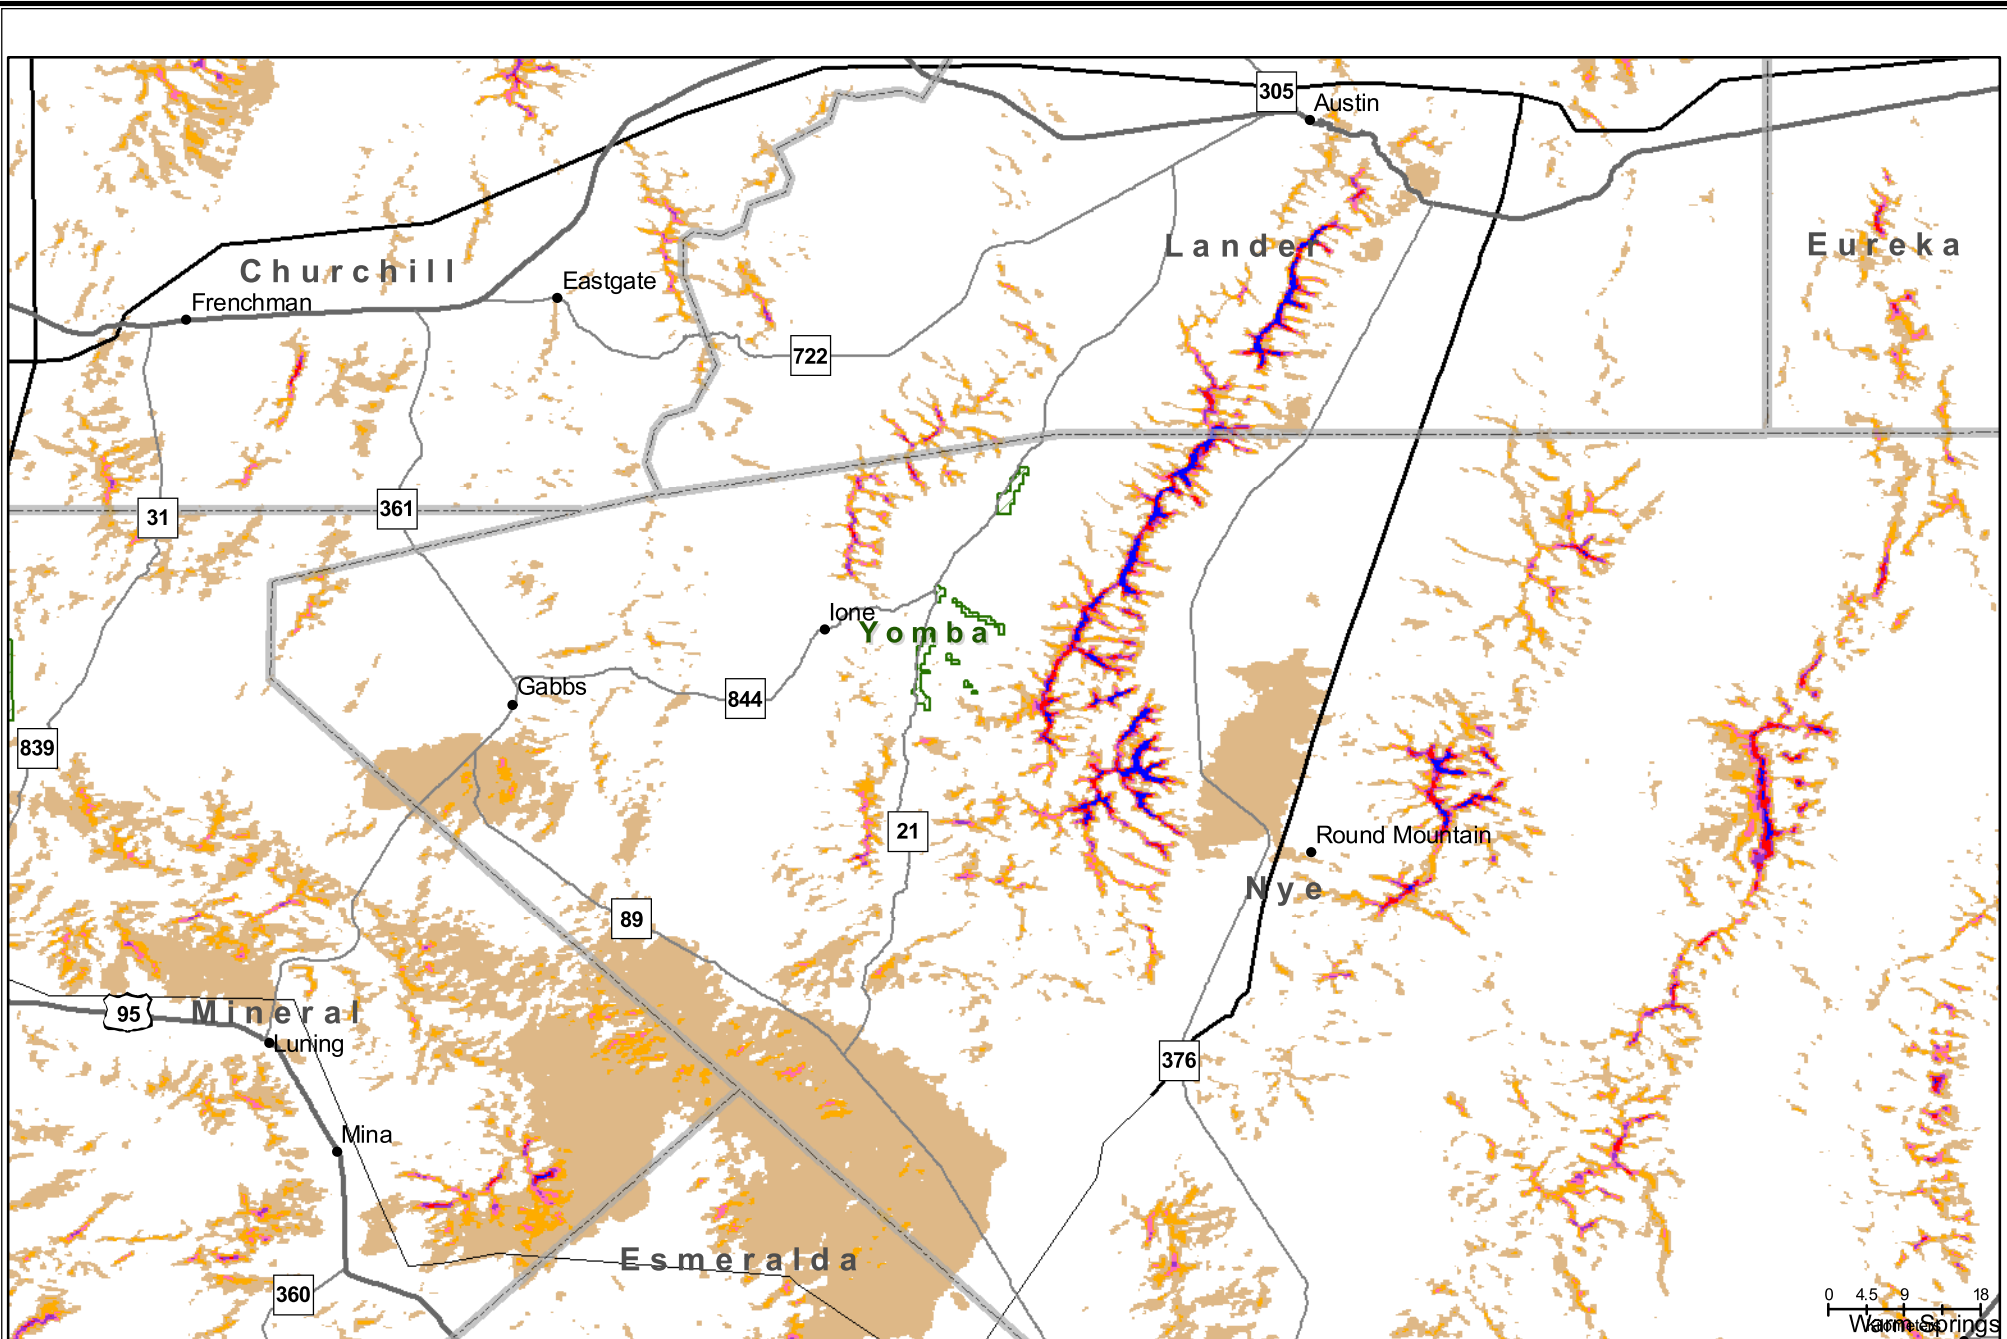 305
Austin
Lander
Eureka
Churchill
Eastgate
Frenchman
722
31
361
Ione
Yomba
Gabbs
844
839
21
Round Mountain
Nye
89
95
Mineral
Luning
376
Mina
Esmeralda
360
0 4.5 9 18
Kilometers
Warm Springs